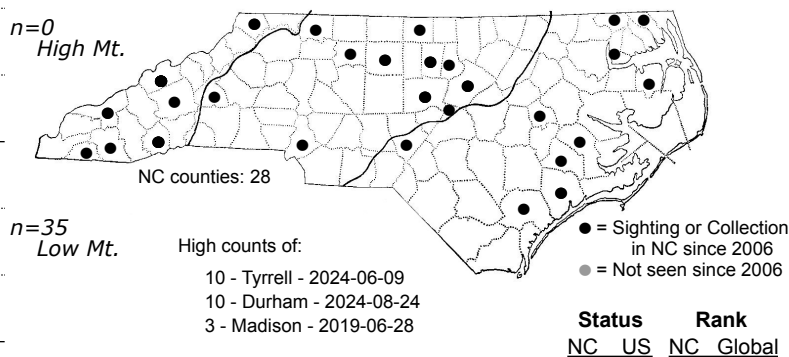 n=0
High Mt.
NC counties: 28
n=35
Low Mt.
High counts of:
10 - Tyrrell - 2024-06-09
10 - Durham - 2024-08-24
3 - Madison - 2019-06-28
= Sighting or Collection
in NC since 2006
= Not seen since 2006
Status Rank
NC US NC Global